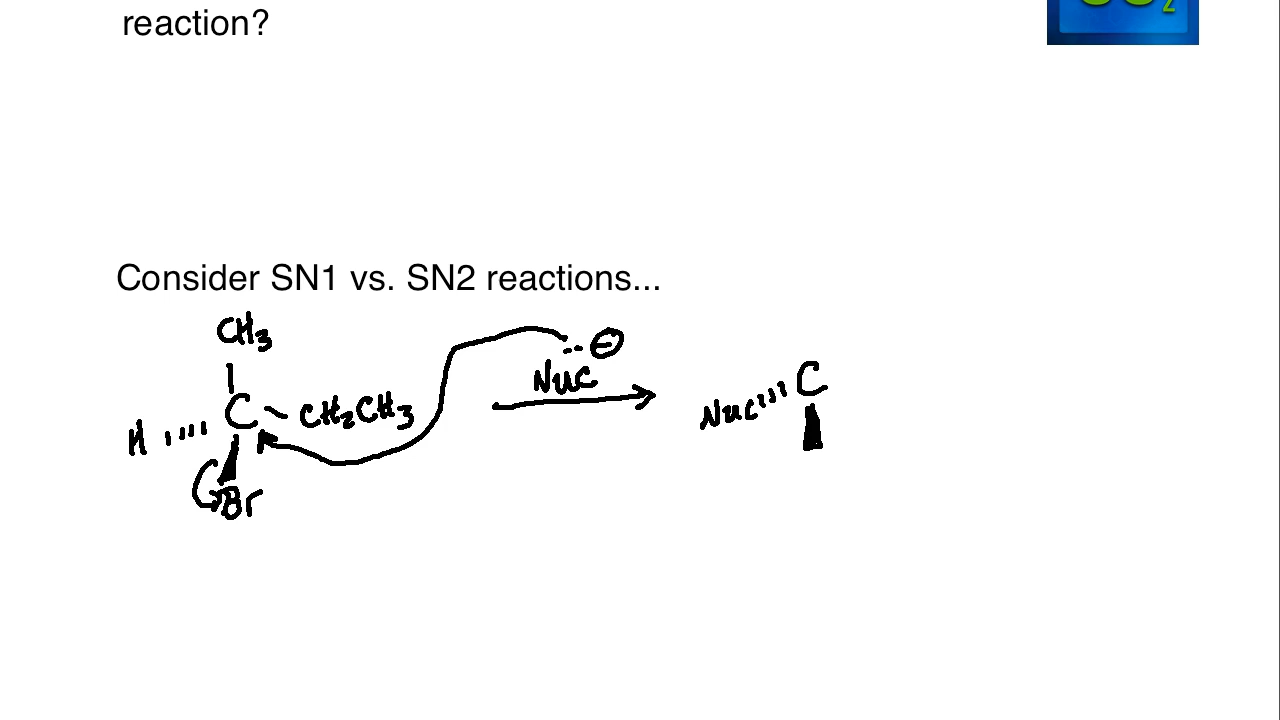 reaction?
Consider SN1 vs. SN2 reactions...
CH3
Nuc
H C CH2CH3
Br
Nuc C